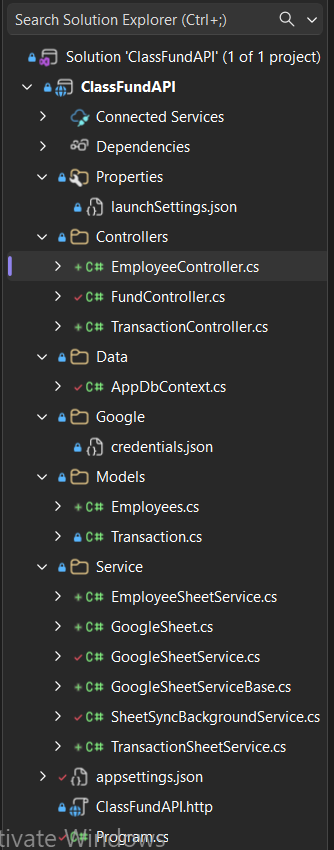 Search Solution Explorer (Ctrl+;)
Solution 'ClassFundAPI' (1 of 1 project)
ClassFundAPI
Connected Services
Dependencies
Properties
launchSettings.json
Controllers
C# EmployeeController.cs
C# FundController.cs
C# TransactionController.cs
Data
C# AppDbContext.cs
Google
credentials.json
Models
C# Employees.cs
C# Transaction.cs
Service
C# EmployeeSheetService.cs
C# GoogleSheet.cs
C# GoogleSheetService.cs
C# GoogleSheetServiceBase.cs
C# SheetSyncBackgroundService.cs
C# TransactionSheetService.cs
appsettings.json
ClassFundAPI.http
C# Program.cs
tivate Windows